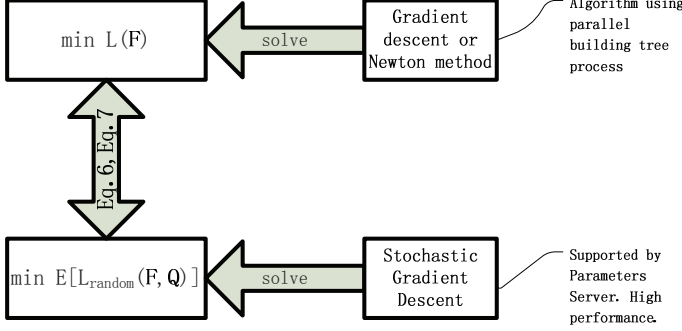 min L(F)
solve
Gradient
descent or
Newton method
Algorithm using
parallel
building tree
process
Eq. 6, Eq. 7
min E[L_random(F, Q)]
solve
Stochastic
Gradient
Descent
Supported by
Parameters
Server. High
performance.